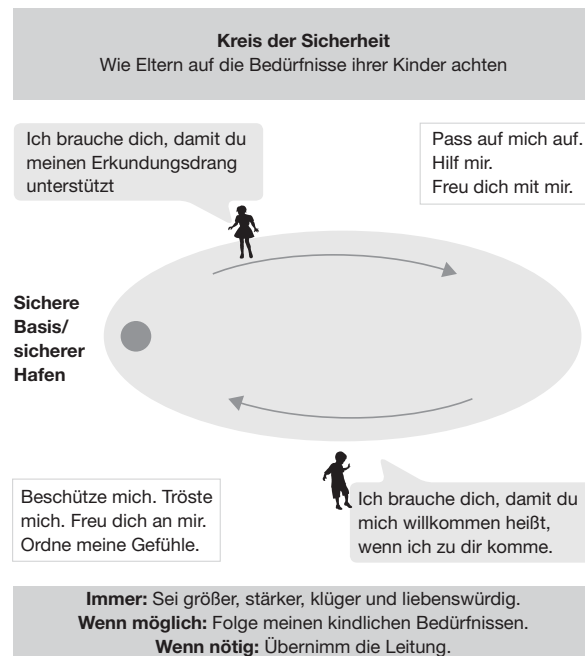 Kreis der Sicherheit
Wie Eltern auf die Bedürfnisse ihrer Kinder achten
Ich brauche dich, damit du
meinen Erkundungsdrang
unterstützt
Pass auf mich auf.
Hilf mir.
Freu dich mit mir.
Sichere
Basis/
sicherer
Hafen
Beschütze mich. Tröste
mich. Freu dich an mir.
Ordne meine Gefühle.
Ich brauche dich, damit du
mich willkommen heißt,
wenn ich zu dir komme.
Immer: Sei größer, stärker, klüger und liebenswürdig.
Wenn möglich: Folge meinen kindlichen Bedürfnissen.
Wenn nötig: Übernimm die Leitung.